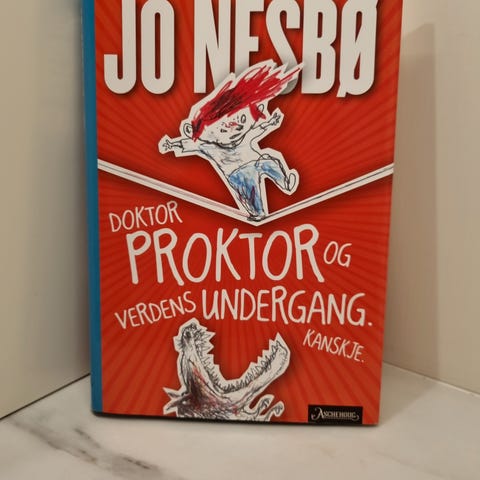 JO NESBØ
DOKTOR
PROKTOR OG
VERDENS UNDERGANG.
KANSKJE.
ASCHEHOUG